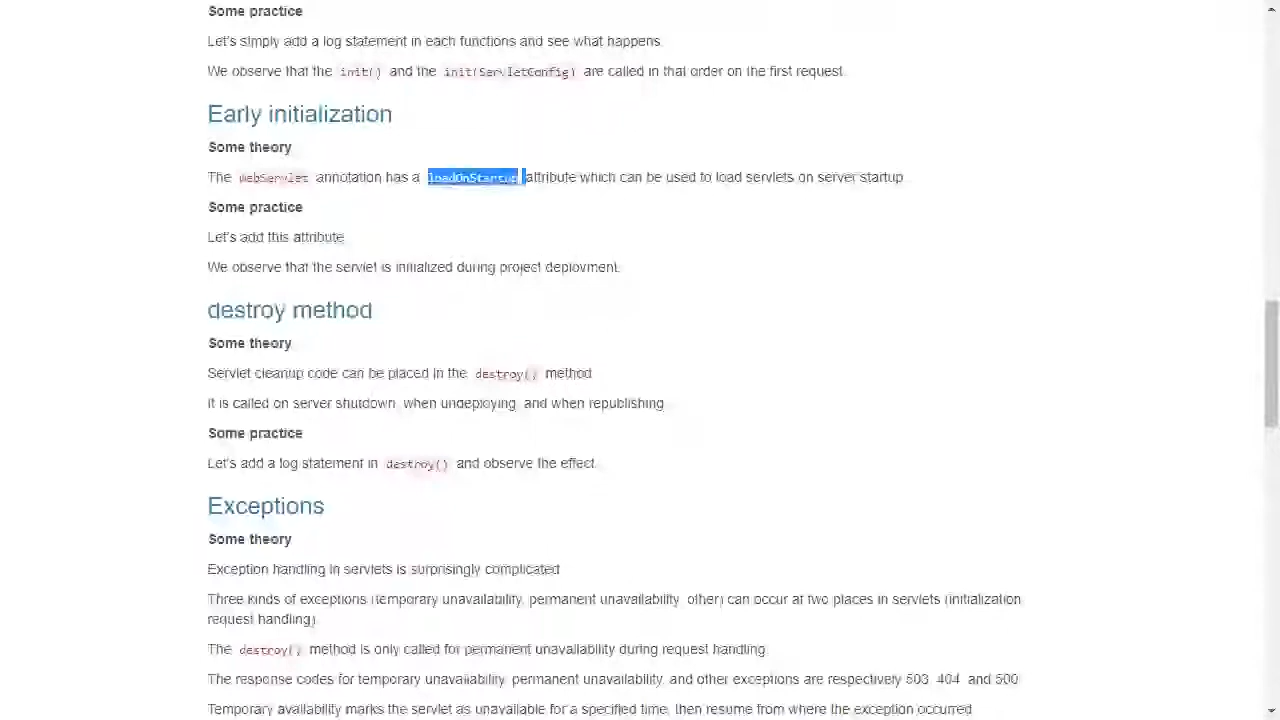 Some practice
Let's simply add a log statement in each functions and see what happens.
We observe that the init() and the init(ServletConfig) are called in that order on the first request.
Early initialization
Some theory
The WebServlet annotation has a loadOnStartup attribute which can be used to load servlets on server startup.
Some practice
Let's add this attribute.
We observe that the servlet is initialized during project deployment.
destroy method
Some theory
Servlet cleanup code can be placed in the destroy() method.
It is called on server shutdown, when undeploying, and when republishing.
Some practice
Let's add a log statement in destroy() and observe the effect.
Exceptions
Some theory
Exception handling in servlets is surprisingly complicated.
Three kinds of exceptions (temporary unavailability, permanent unavailability, other) can occur at two places in servlets (initialization,
request handling).
The destroy() method is only called for permanent unavailability during request handling.
The response codes for temporary unavailability, permanent unavailability, and other exceptions are respectively 503, 404, and 500.
Temporary availability marks the servlet as unavailable for a specified time, then resume from where the exception occurred.